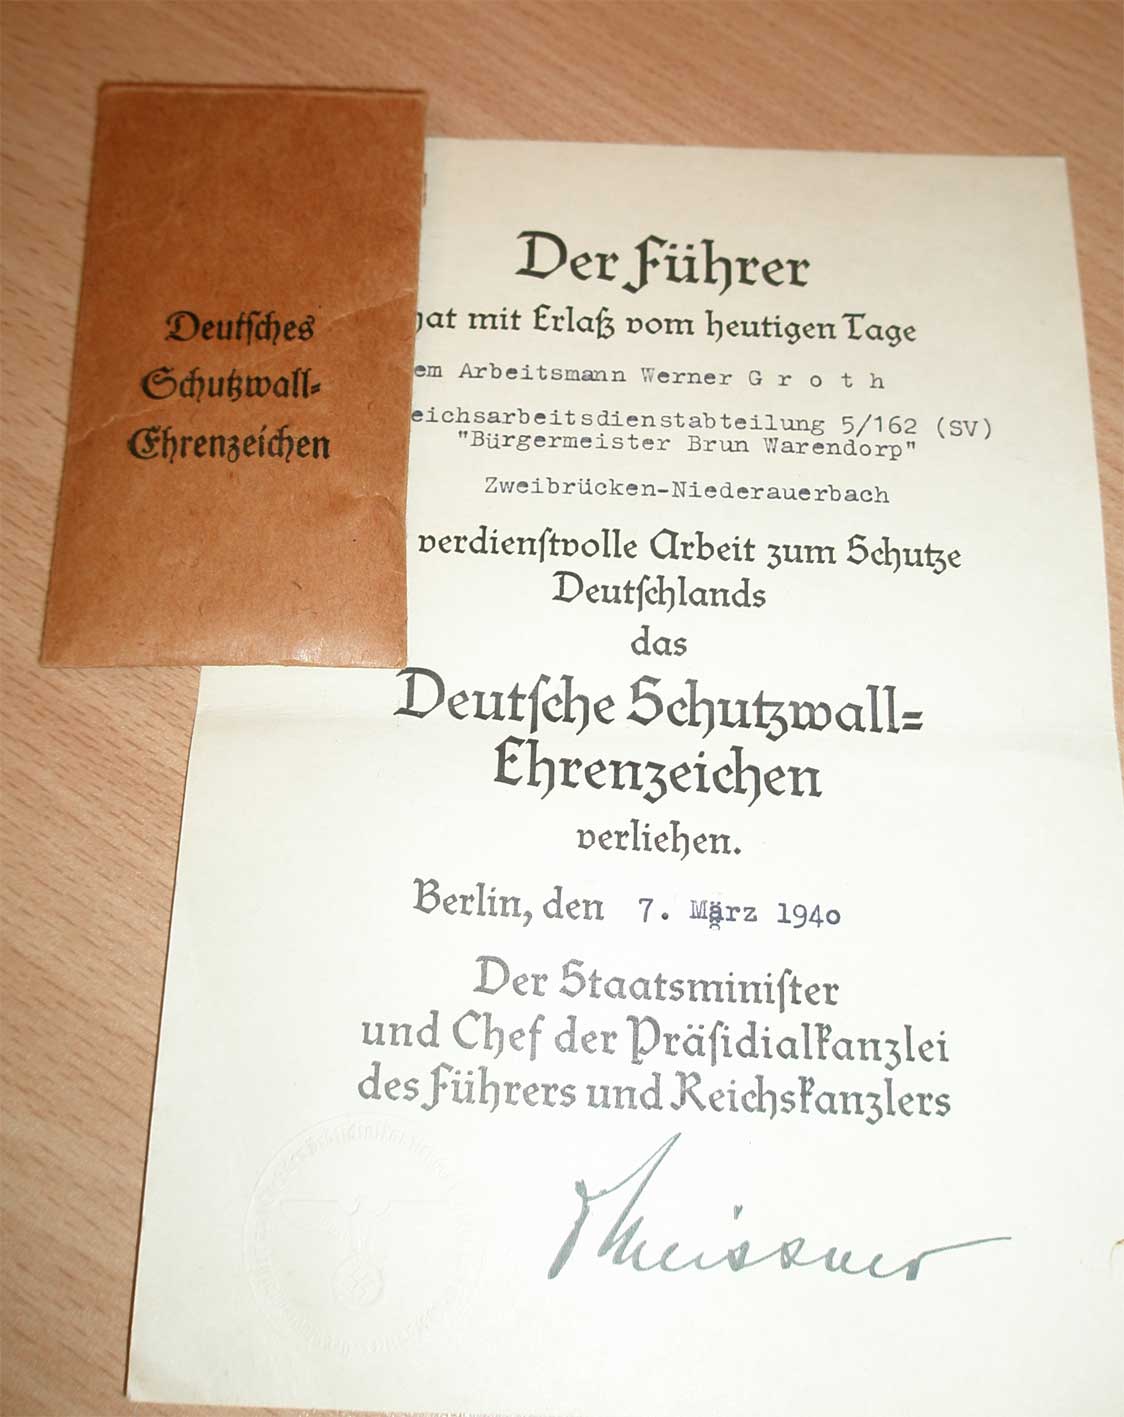 Deutsches
Schutzwall-
Ehrenzeichen
Der Führer
hat mit Erlaß vom heutigen Tage
em Arbeitsmann Werner G r o t h
eichsarbeitsdienstabteilung 5/162 (SV)
"Bürgermeister Brun Warendorp"
Zweibrücken-Niederauerbach
verdienstvolle Arbeit zum Schutze
Deutschlands
das
Deutsche Schutzwall-
Ehrenzeichen
verliehen.
Berlin, den 7. März 1940
Der Staatsminister
und Chef der Präsidialkanzlei
des Führers und Reichskanzlers
Meissner